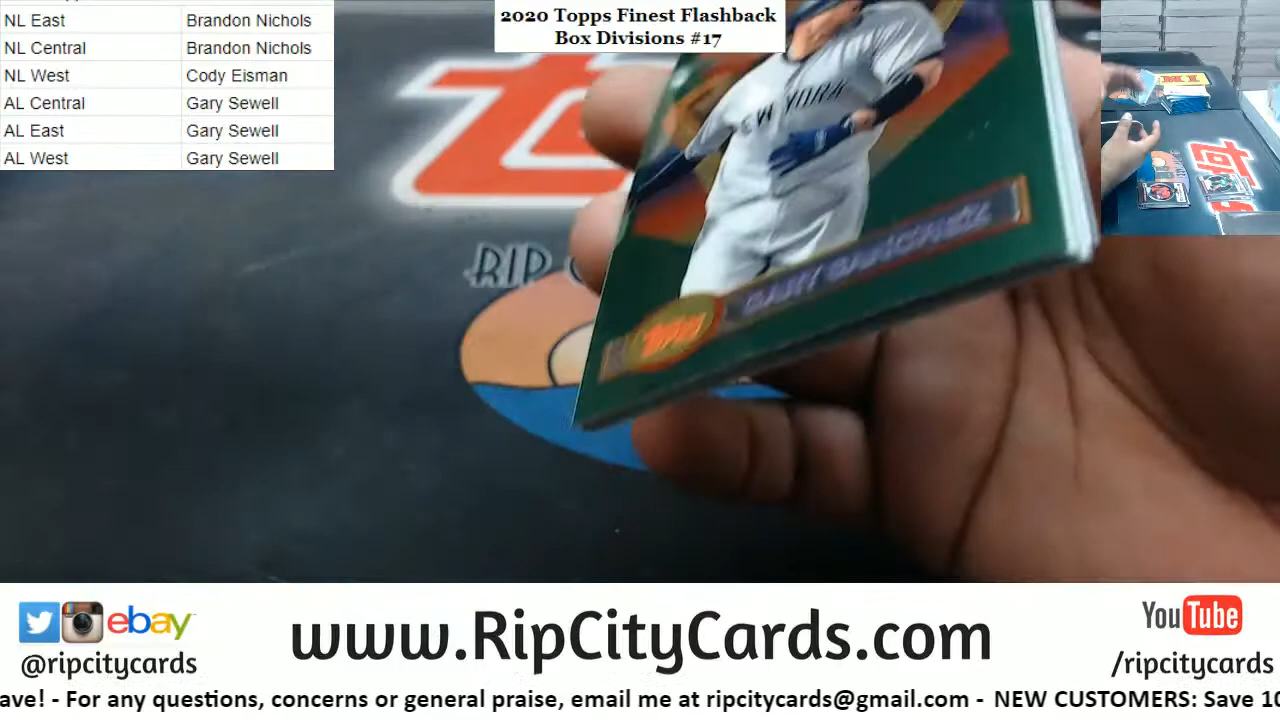 NL East Brandon Nichols
NL Central Brandon Nichols
NL West Cody Eisman
AL Central Gary Sewell
AL East Gary Sewell
AL West Gary Sewell
2020 Topps Finest Flashback
Box Divisions #17
NEW YORK
GARY SANCHEZ
TOPPS
RIP
ebay
@ripcitycards
www.RipCityCards.com
YouTube
/ripcitycards
ave! - For any questions, concerns or general praise, email me at ripcitycards@gmail.com - NEW CUSTOMERS: Save 10